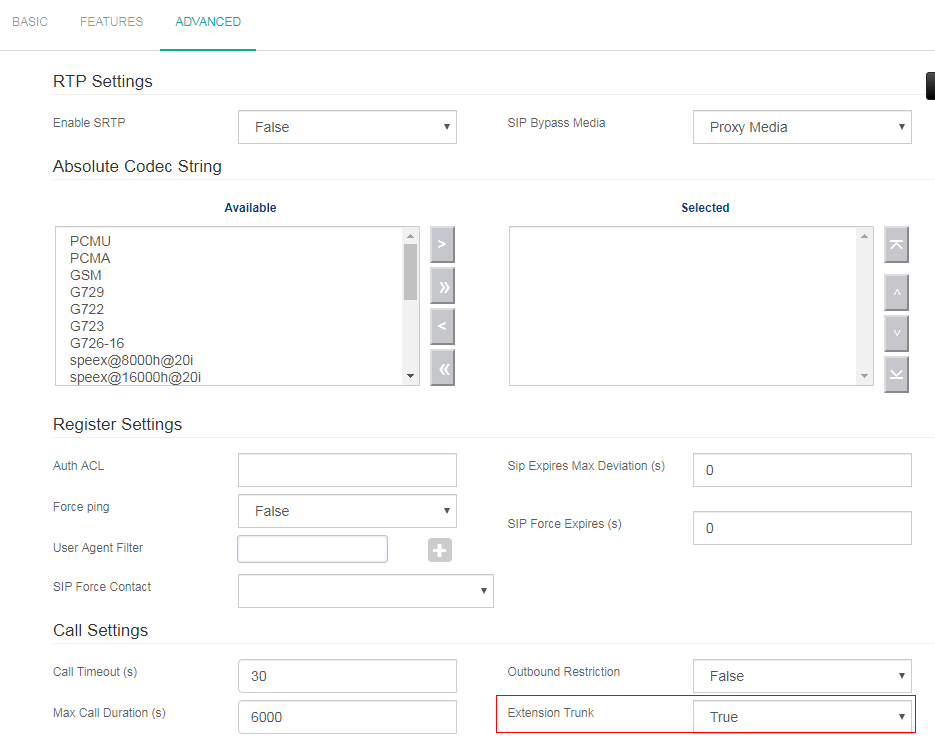 BASIC FEATURES ADVANCED
RTP Settings
Enable SRTP False SIP Bypass Media Proxy Media
Absolute Codec String
Available Selected
PCMU
PCMA
GSM
G729
G722
G723
G726-16
speex@8000h@20i
speex@16000h@20i
Register Settings
Auth ACL Sip Expires Max Deviation (s) 0
Force ping False
SIP Force Expires (s) 0
User Agent Filter
SIP Force Contact
Call Settings
Call Timeout (s) 30 Outbound Restriction False
Max Call Duration (s) 6000 Extension Trunk True